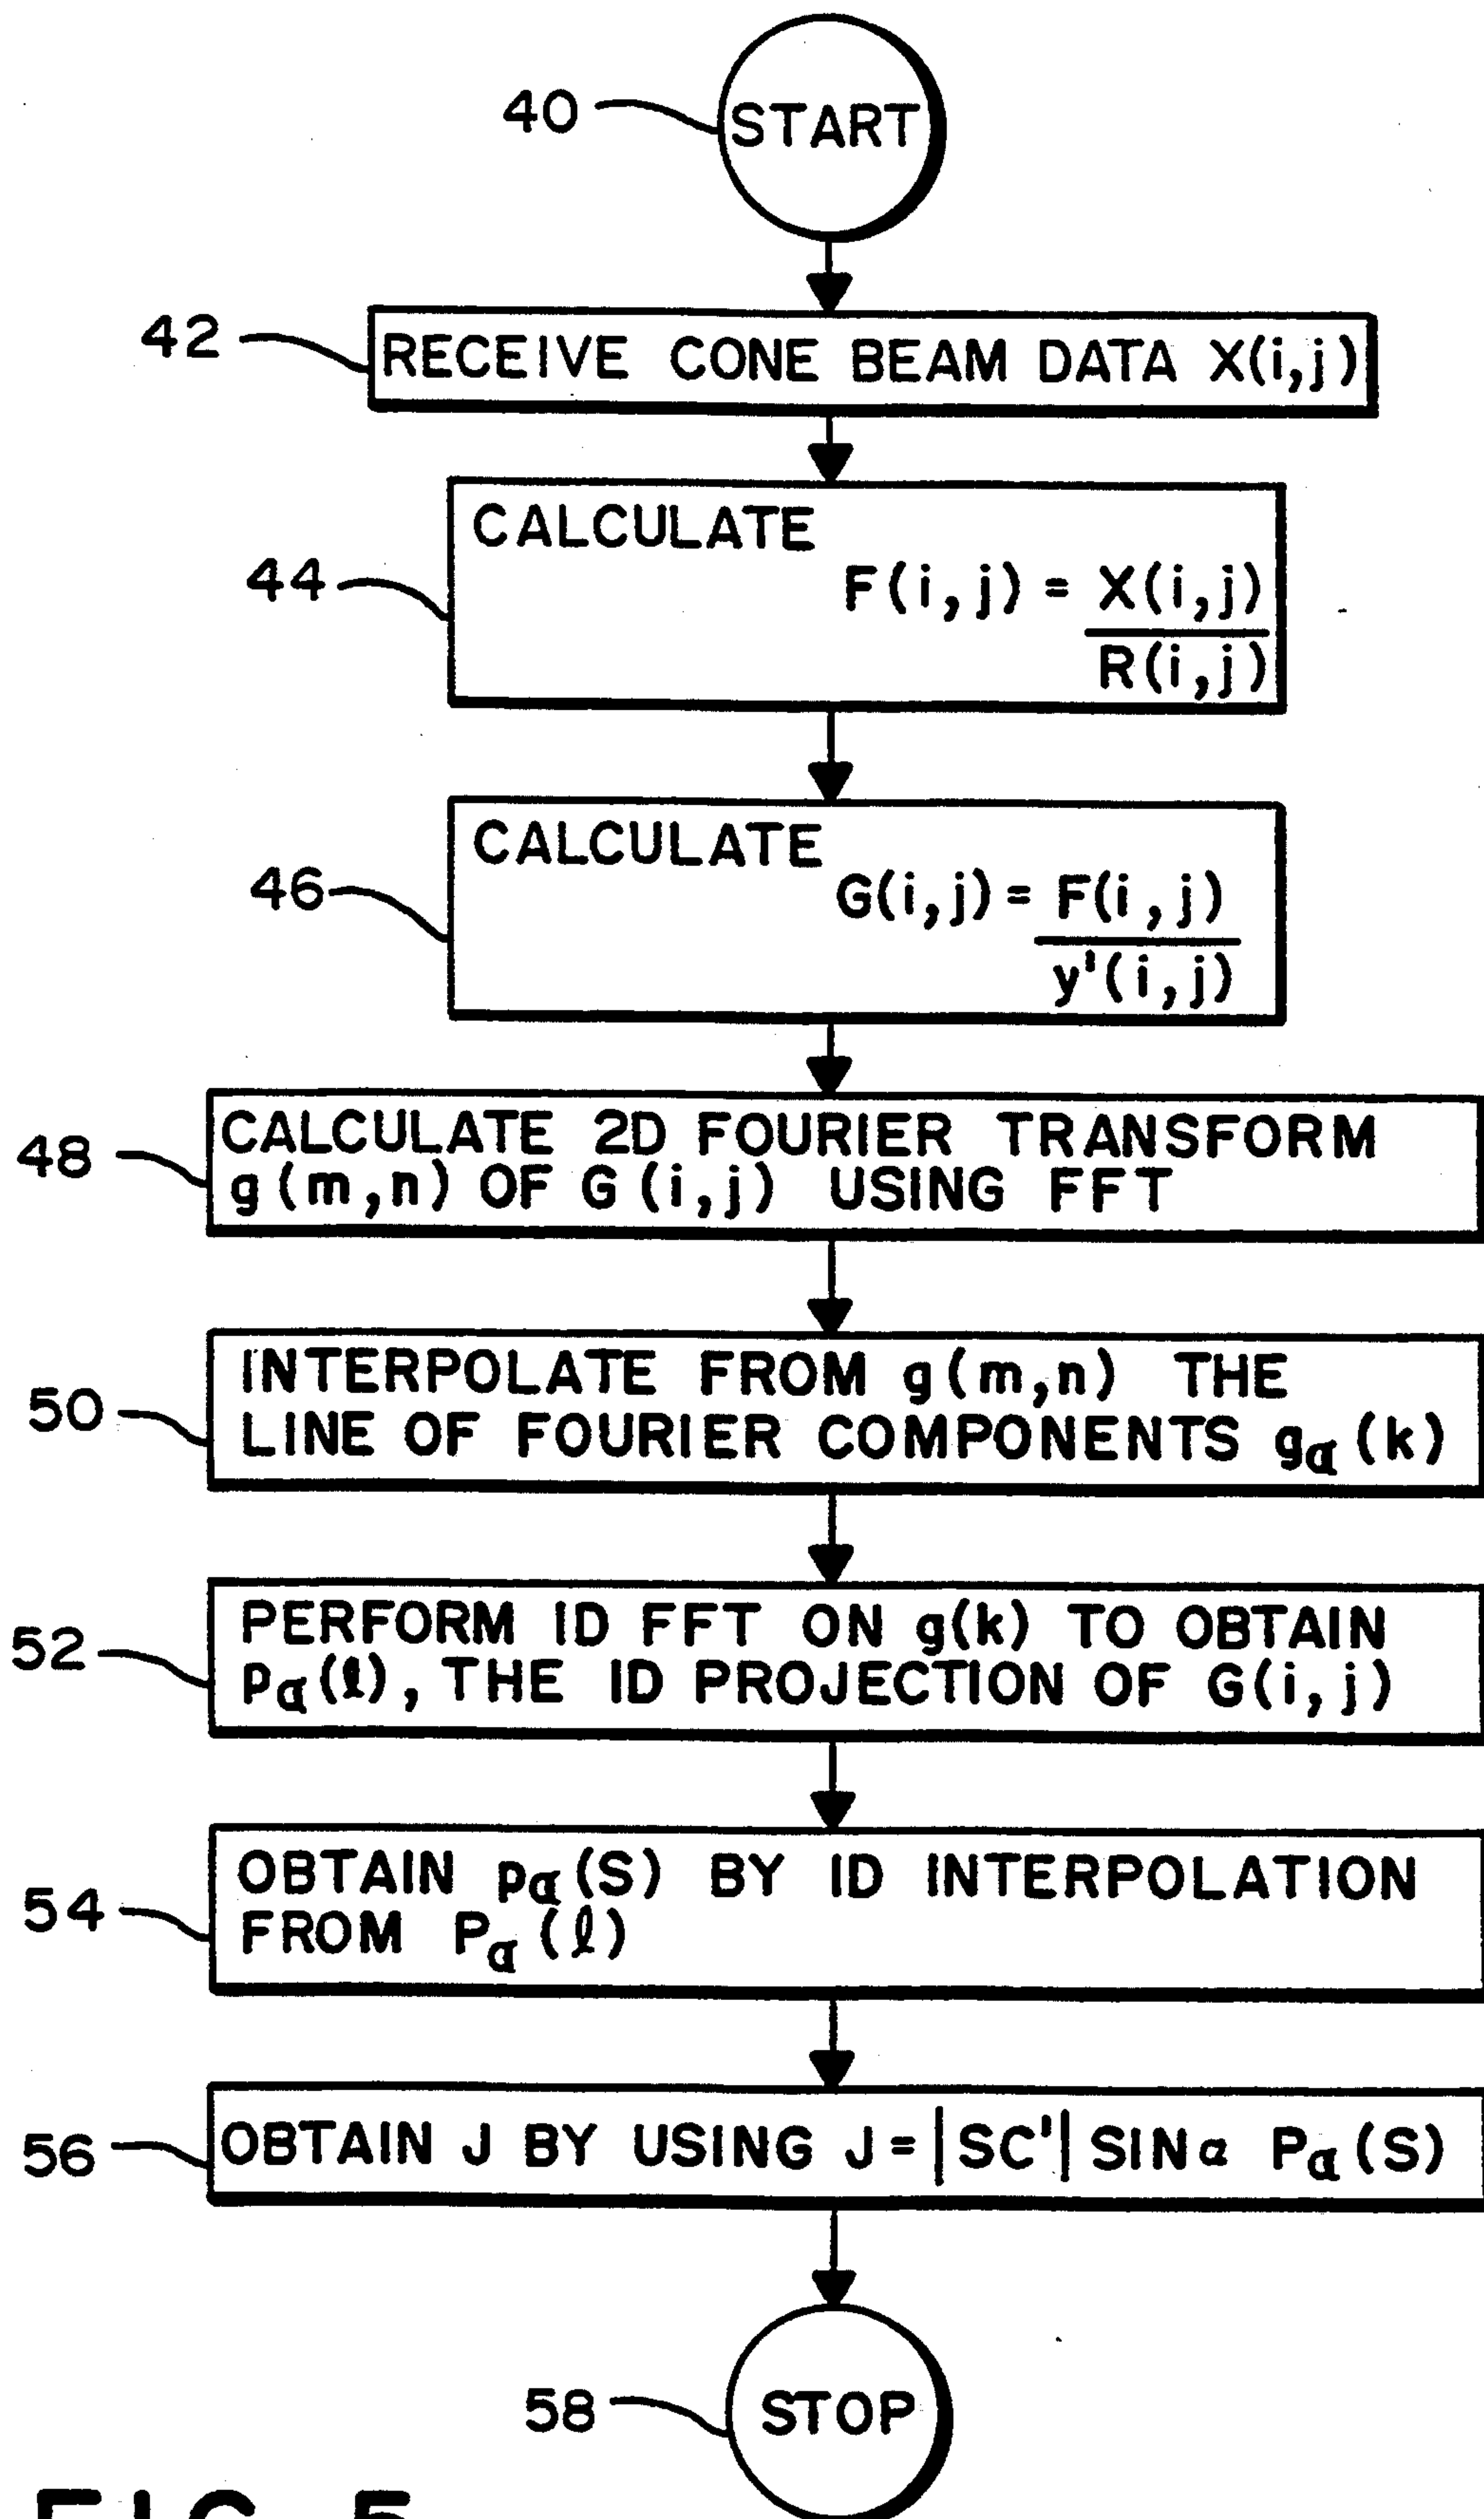 40
START
42
RECEIVE CONE BEAM DATA X(i,j)
44
CALCULATE
F(i,j) = X(i,j)
R(i,j)
46
CALCULATE
G(i,j) = F(i,j)
y'(i,j)
48
CALCULATE 2D FOURIER TRANSFORM
g(m,n) OF G(i,j) USING FFT
50
INTERPOLATE FROM g(m,n) THE
LINE OF FOURIER COMPONENTS gα(k)
52
PERFORM ID FFT ON g(k) TO OBTAIN
pα(ℓ), THE ID PROJECTION OF G(i,j)
54
OBTAIN pα(S) BY ID INTERPOLATION
FROM Pα(ℓ)
56
OBTAIN J BY USING J=|SC'| SINα Pα(S)
58
STOP
FIG. 5